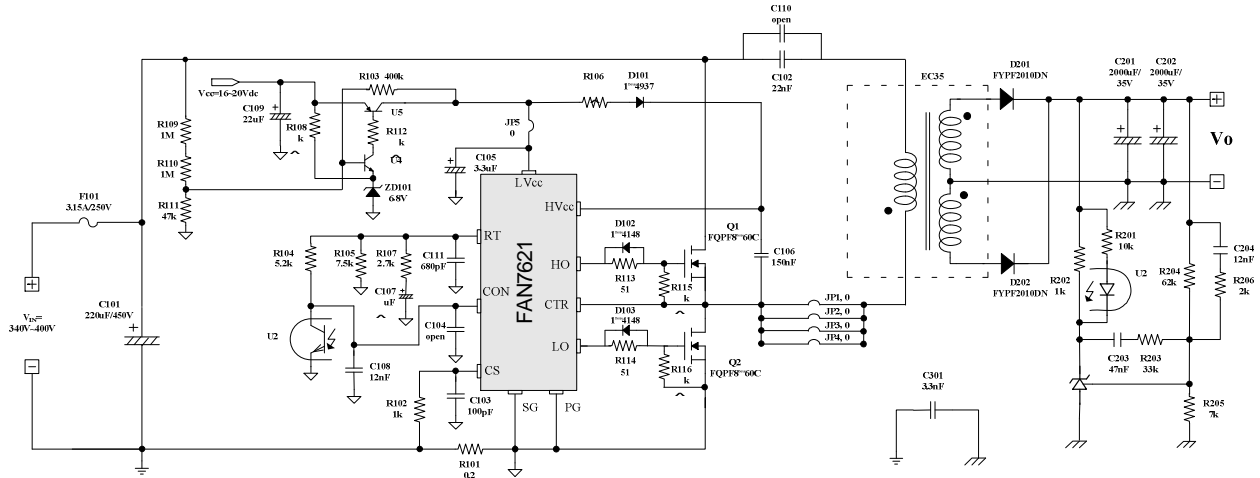 C110
open
C102
22nF
EC35
D201
FYPF2010DN
C201
2000uF/
35V
C202
2000uF/
35V
Vcc=16~20Vdc
R103 400k
R106
D101
C109
22uF
R108
k
U5
R112
k
JP5
0
R109
1M
R110
1M
R111
47k
ZD101
6.8V
C105
3.3uF
Vo
F101
3.15A/250V
LVcc
HVcc
RT
HO
CON
CTR
LO
CS
SG
PG
FAN7621
R104
5.2k
R105
7.5k
R107
2.7k
C111
680pF
C107
uF
D102
R113
51
R115
k
Q1
C106
150nF
D103
R114
51
R116
k
Q2
JP1, 0
JP2, 0
JP3, 0
JP4, 0
D202
FYPF2010DN
R201
10k
R202
1k
U2
R204
62k
C204
12nF
R206
2k
C203
47nF
R203
33k
R205
7k
VIN=
340V~400V
C101
220uF/450V
U2
C104
open
C108
12nF
R102
1k
C103
100pF
R101
0.2
C301
3.3nF